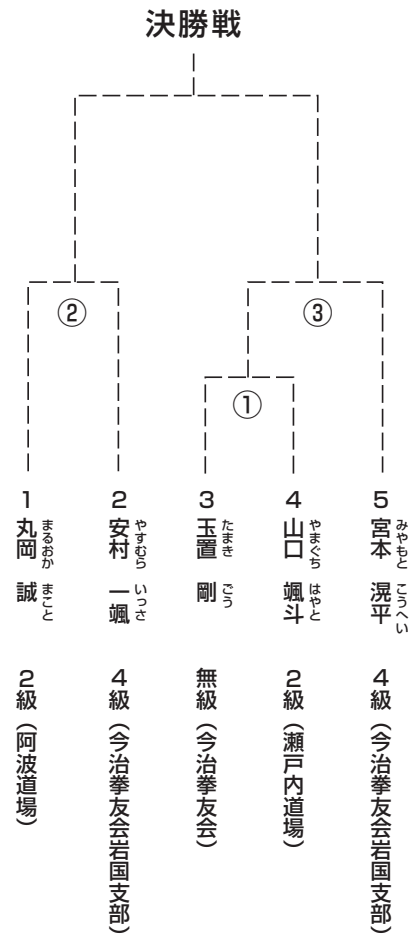 決勝戦
②
③
①
1 丸岡 誠 まるおか まこと 2級(阿波道場)
2 安村 一颯 やすむら いっさ 4級(今治拳友会岩国支部)
3 玉置 剛 たまき ごう 無級(今治拳友会)
4 山口 颯斗 やまぐち はやと 2級(瀬戸内道場)
5 宮本 滉平 みやもと こうへい 4級(今治拳友会岩国支部)